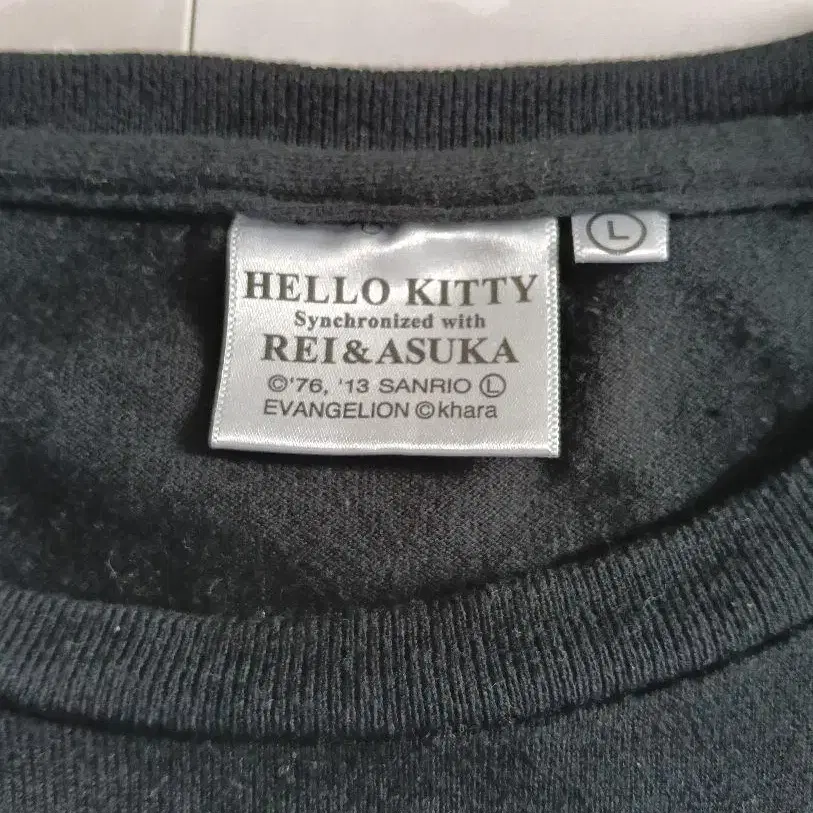 HELLO KITTY
Synchronized with
REI&ASUKA
©'76, '13 SANRIO Ⓛ
EVANGELION ©khara
L